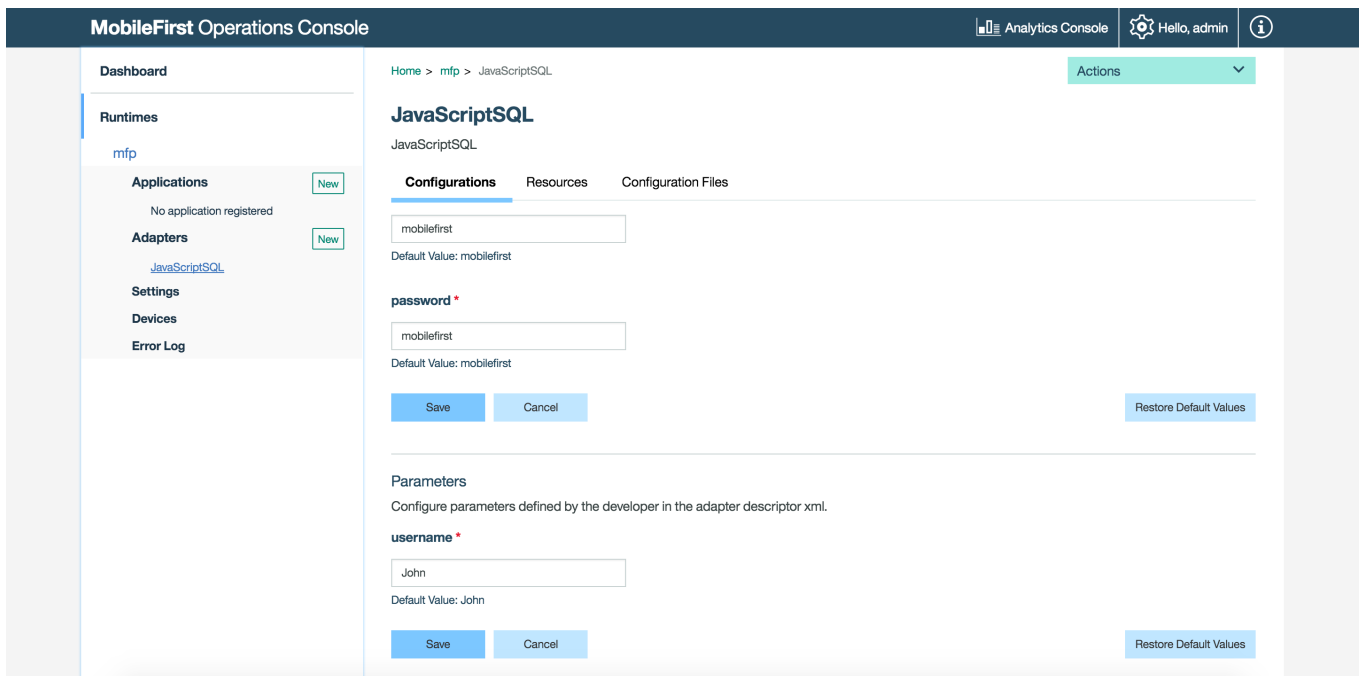 MobileFirst Operations Console
Analytics Console
Hello, admin
Dashboard
Runtimes
mfp
Applications New
No application registered
Adapters New
JavaScriptSQL
Settings
Devices
Error Log
Home > mfp > JavaScriptSQL
Actions
JavaScriptSQL
JavaScriptSQL
Configurations Resources Configuration Files
mobilefirst
Default Value: mobilefirst
password *
mobilefirst
Default Value: mobilefirst
Save Cancel Restore Default Values
Parameters
Configure parameters defined by the developer in the adapter descriptor xml.
username *
John
Default Value: John
Save Cancel Restore Default Values